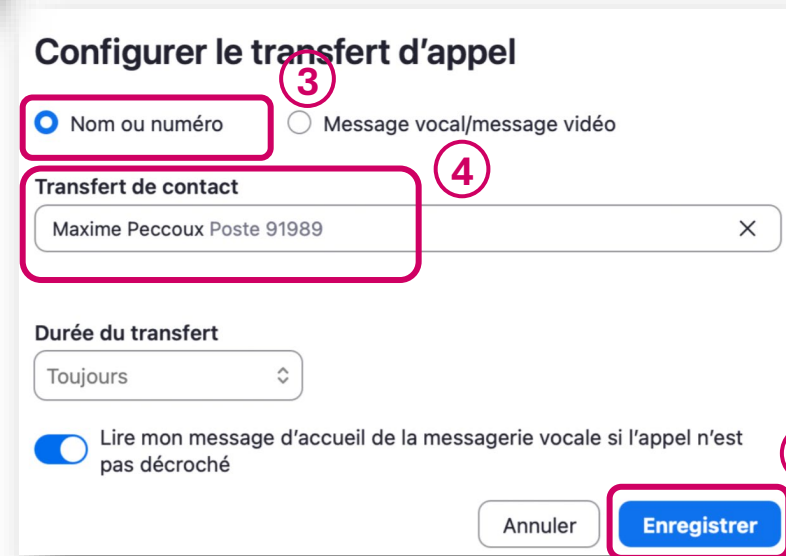 Configurer le transfert d'appel
3
Nom ou numéro
Message vocal/message vidéo
4
Transfert de contact
Maxime Peccoux Poste 91989
Durée du transfert
Toujours
Lire mon message d'accueil de la messagerie vocale si l'appel n'est
pas décroché
Annuler
Enregistrer